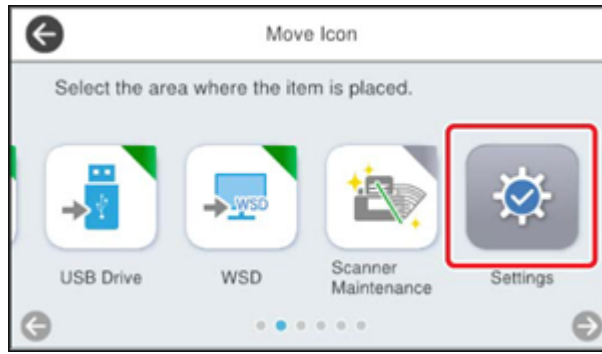 Move Icon
Select the area where the item is placed.
WSD
USB Drive
WSD
Scanner
Maintenance
Settings